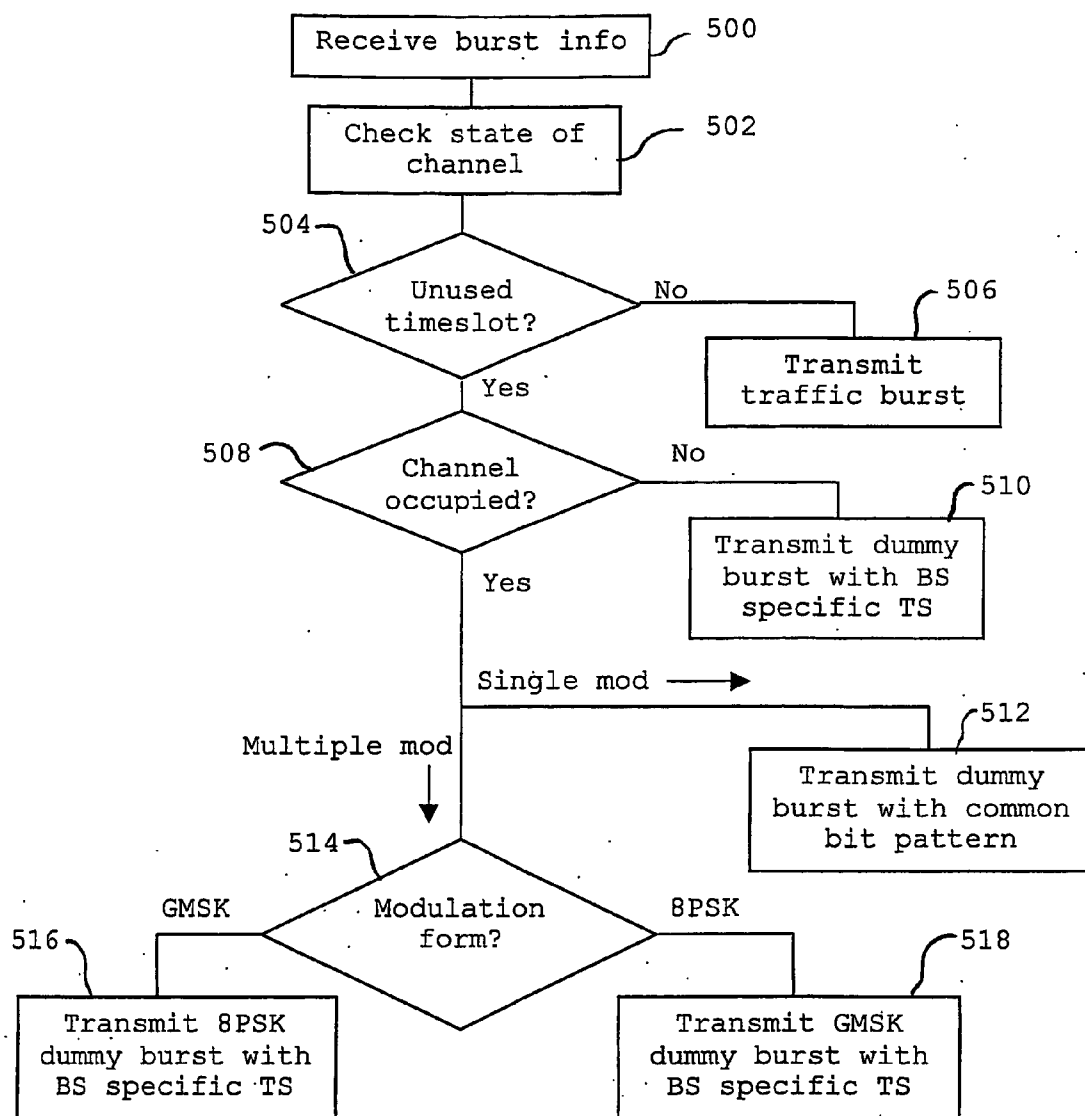 Receive burst info
500
Check state of
channel
502
504
Unused
timeslot?
No
506
Transmit
traffic burst
Yes
508
Channel
occupied?
No
510
Transmit dummy
burst with BS
specific TS
Yes
Single mod
512
Multiple mod
Transmit dummy
burst with common
bit pattern
514
GMSK
Modulation
form?
8PSK
516
518
Transmit 8PSK
dummy burst with
BS specific TS
Transmit GMSK
dummy burst with
BS specific TS